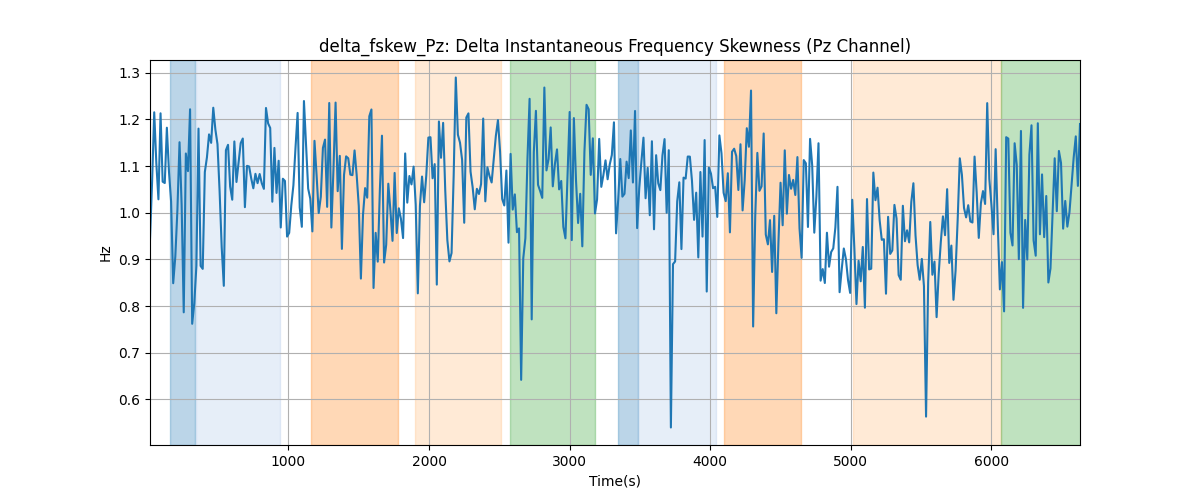 delta_fskew_Pz: Delta Instantaneous Frequency Skewness (Pz Channel)
1.3
1.2
1.1
1.0
0.9
0.8
0.7
0.6
Hz
1000 2000 3000 4000 5000 6000
Time(s)